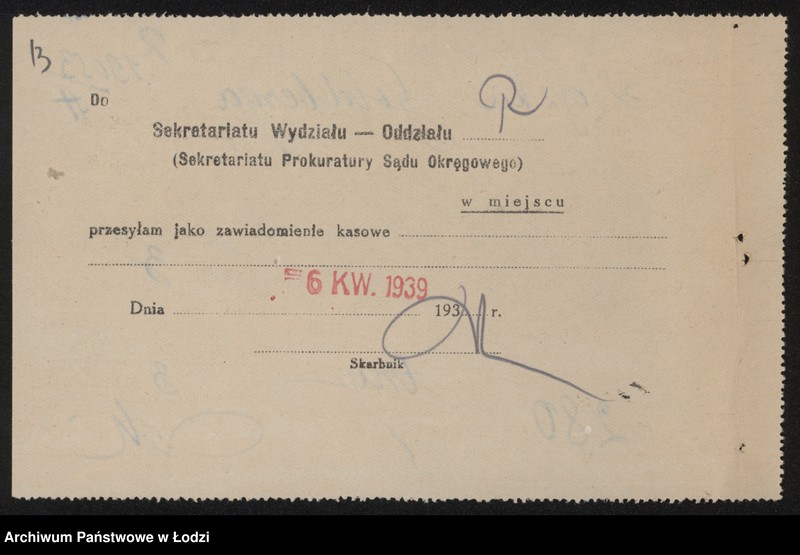 13
Do
Sekretariatu Wydziału — Oddziału R
(Sekretariatu Prokuratury Sądu Okręgowego)
w miejscu
przesyłam jako zawiadomienie kasowe
Dnia 6 KW. 1939 193 r.
Skarbnik
Archiwum Państwowe w Łodzi